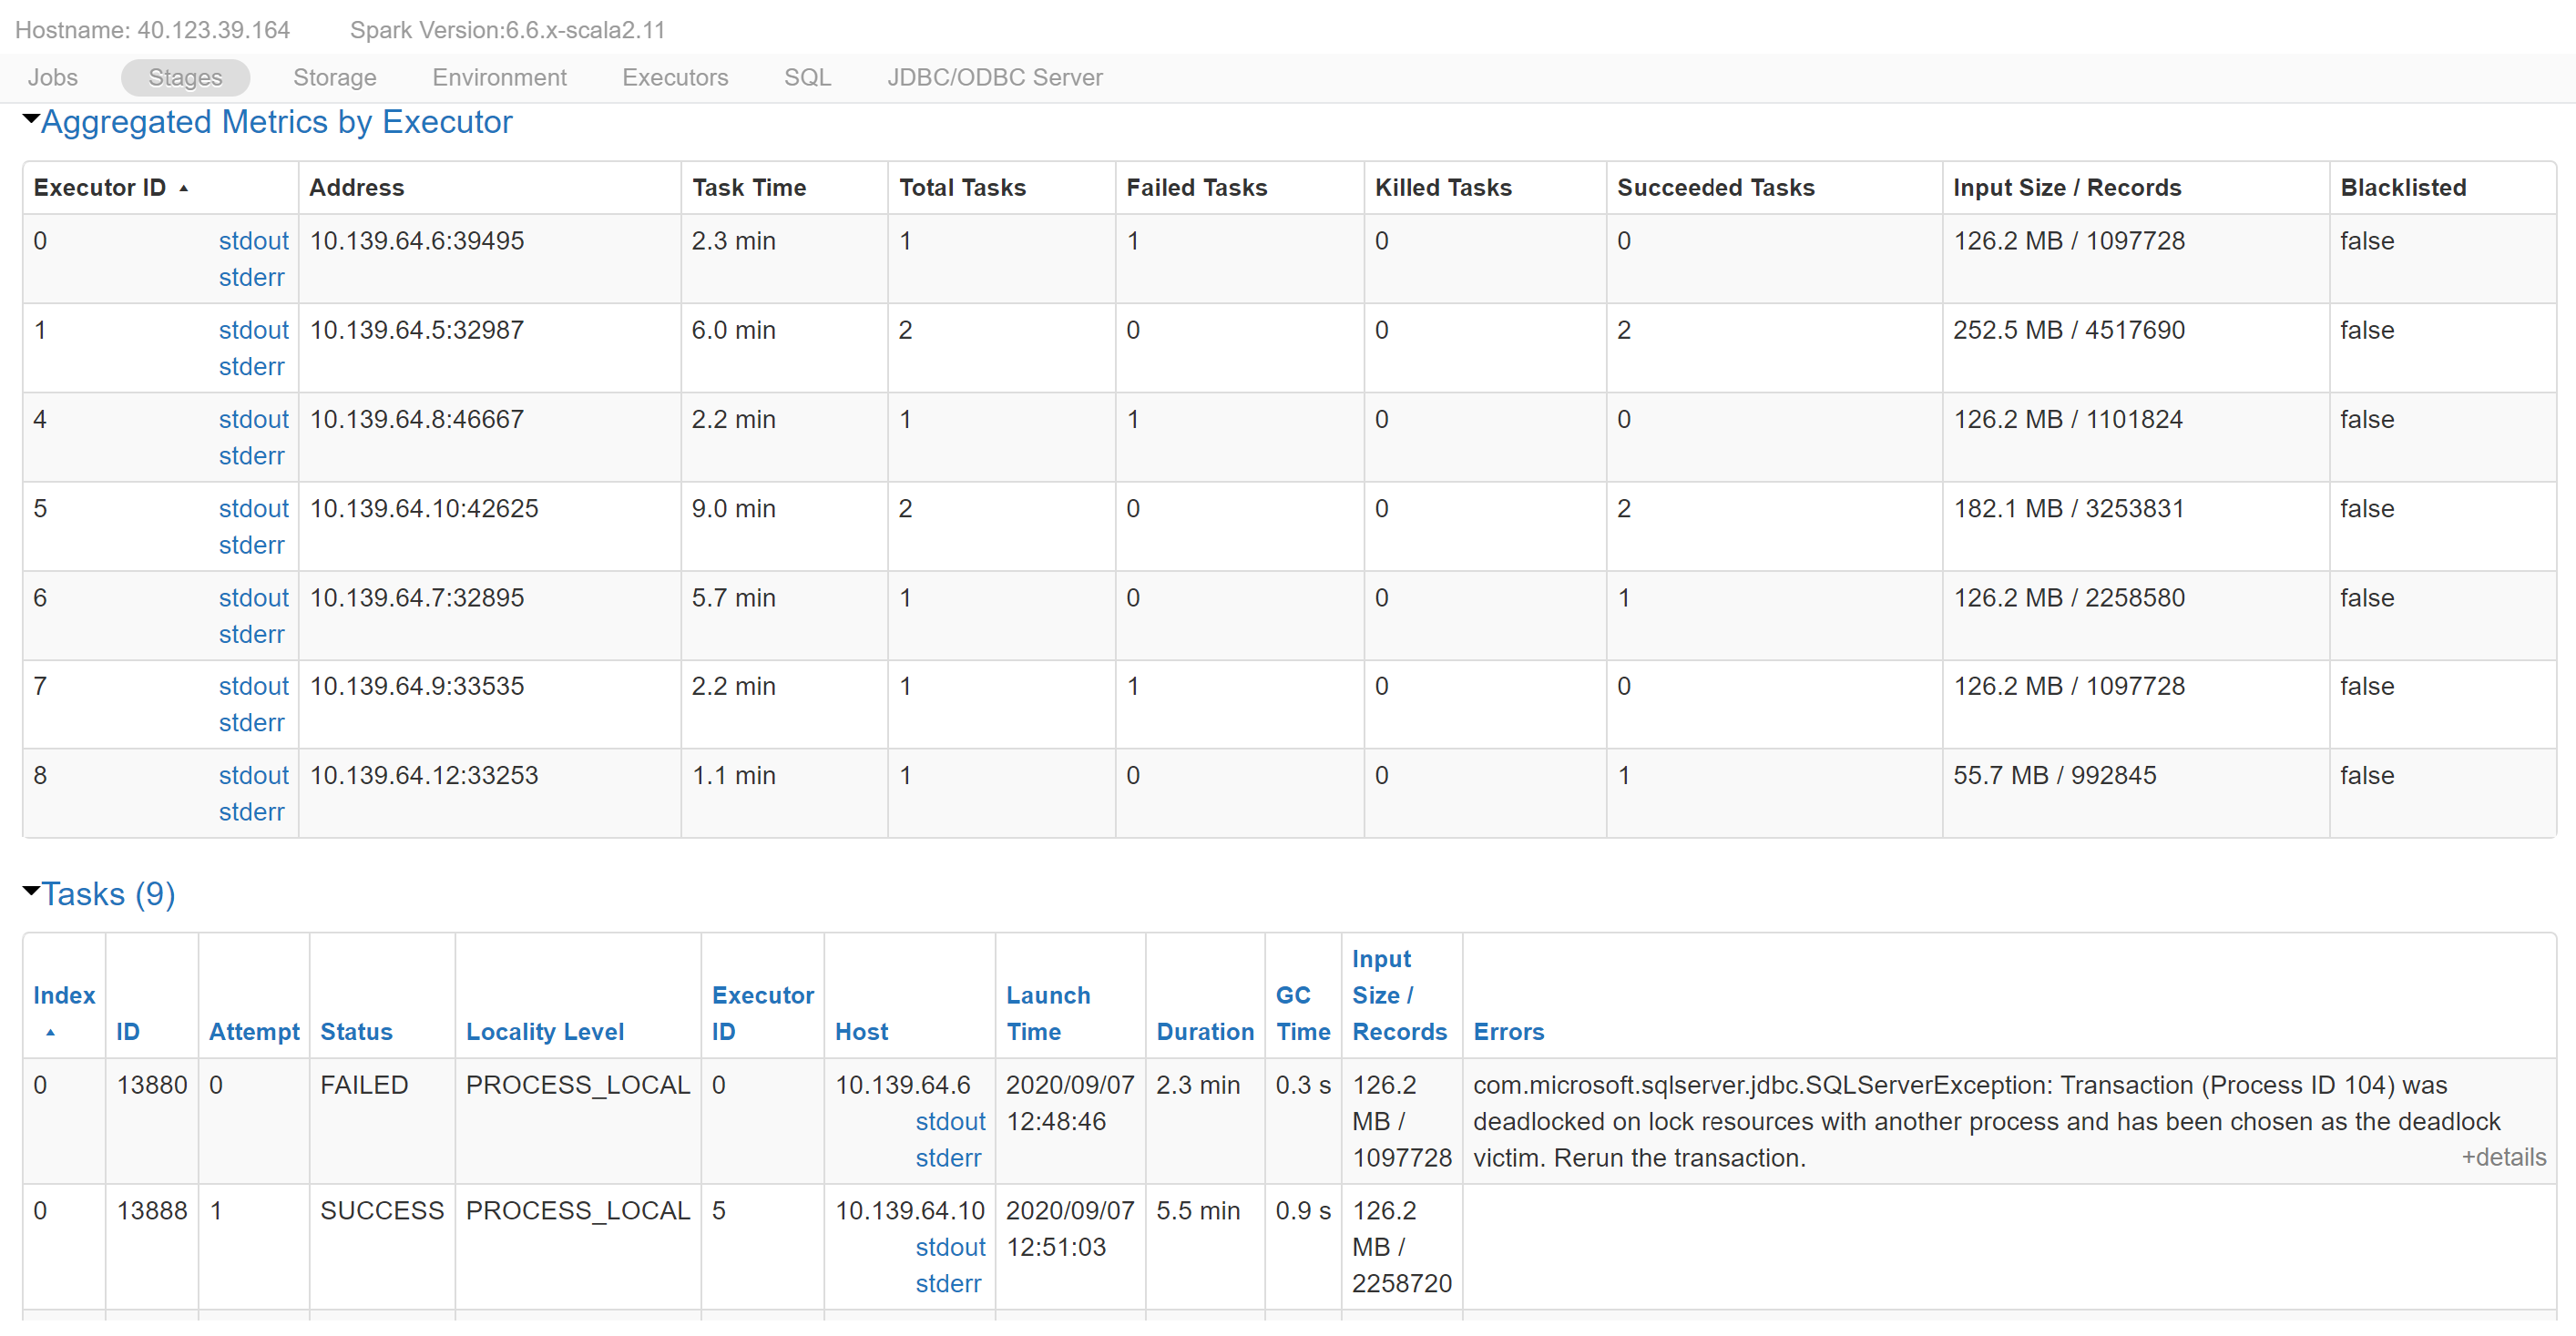 Hostname: 40.123.39.164 Spark Version:6.6.x-scala2.11
Jobs Stages Storage Environment Executors SQL JDBC/ODBC Server
Aggregated Metrics by Executor
Executor ID Address Task Time Total Tasks Failed Tasks Killed Tasks Succeeded Tasks Input Size / Records Blacklisted
0 stdout 10.139.64.6:39495 2.3 min 1 1 0 0 126.2 MB / 1097728 false
stderr
1 stdout 10.139.64.5:32987 6.0 min 2 0 0 2 252.5 MB / 4517690 false
stderr
4 stdout 10.139.64.8:46667 2.2 min 1 1 0 0 126.2 MB / 1101824 false
stderr
5 stdout 10.139.64.10:42625 9.0 min 2 0 0 2 182.1 MB / 3253831 false
stderr
6 stdout 10.139.64.7:32895 5.7 min 1 0 0 1 126.2 MB / 2258580 false
stderr
7 stdout 10.139.64.9:33535 2.2 min 1 1 0 0 126.2 MB / 1097728 false
stderr
8 stdout 10.139.64.12:33253 1.1 min 1 0 0 1 55.7 MB / 992845 false
stderr
Tasks (9)
Input
Index Executor Launch GC Size /
ID Attempt Status Locality Level ID Host Time Duration Time Records Errors
0 13880 0 FAILED PROCESS_LOCAL 0 10.139.64.6 2020/09/07 2.3 min 0.3 s 126.2 com.microsoft.sqlserver.jdbc.SQLServerException: Transaction (Process ID 104) was
stdout 12:48:46 MB / deadlocked on lock resources with another process and has been chosen as the deadlock
stderr 1097728 victim. Rerun the transaction. +details
0 13888 1 SUCCESS PROCESS_LOCAL 5 10.139.64.10 2020/09/07 5.5 min 0.9 s 126.2
stdout 12:51:03 MB /
stderr 2258720